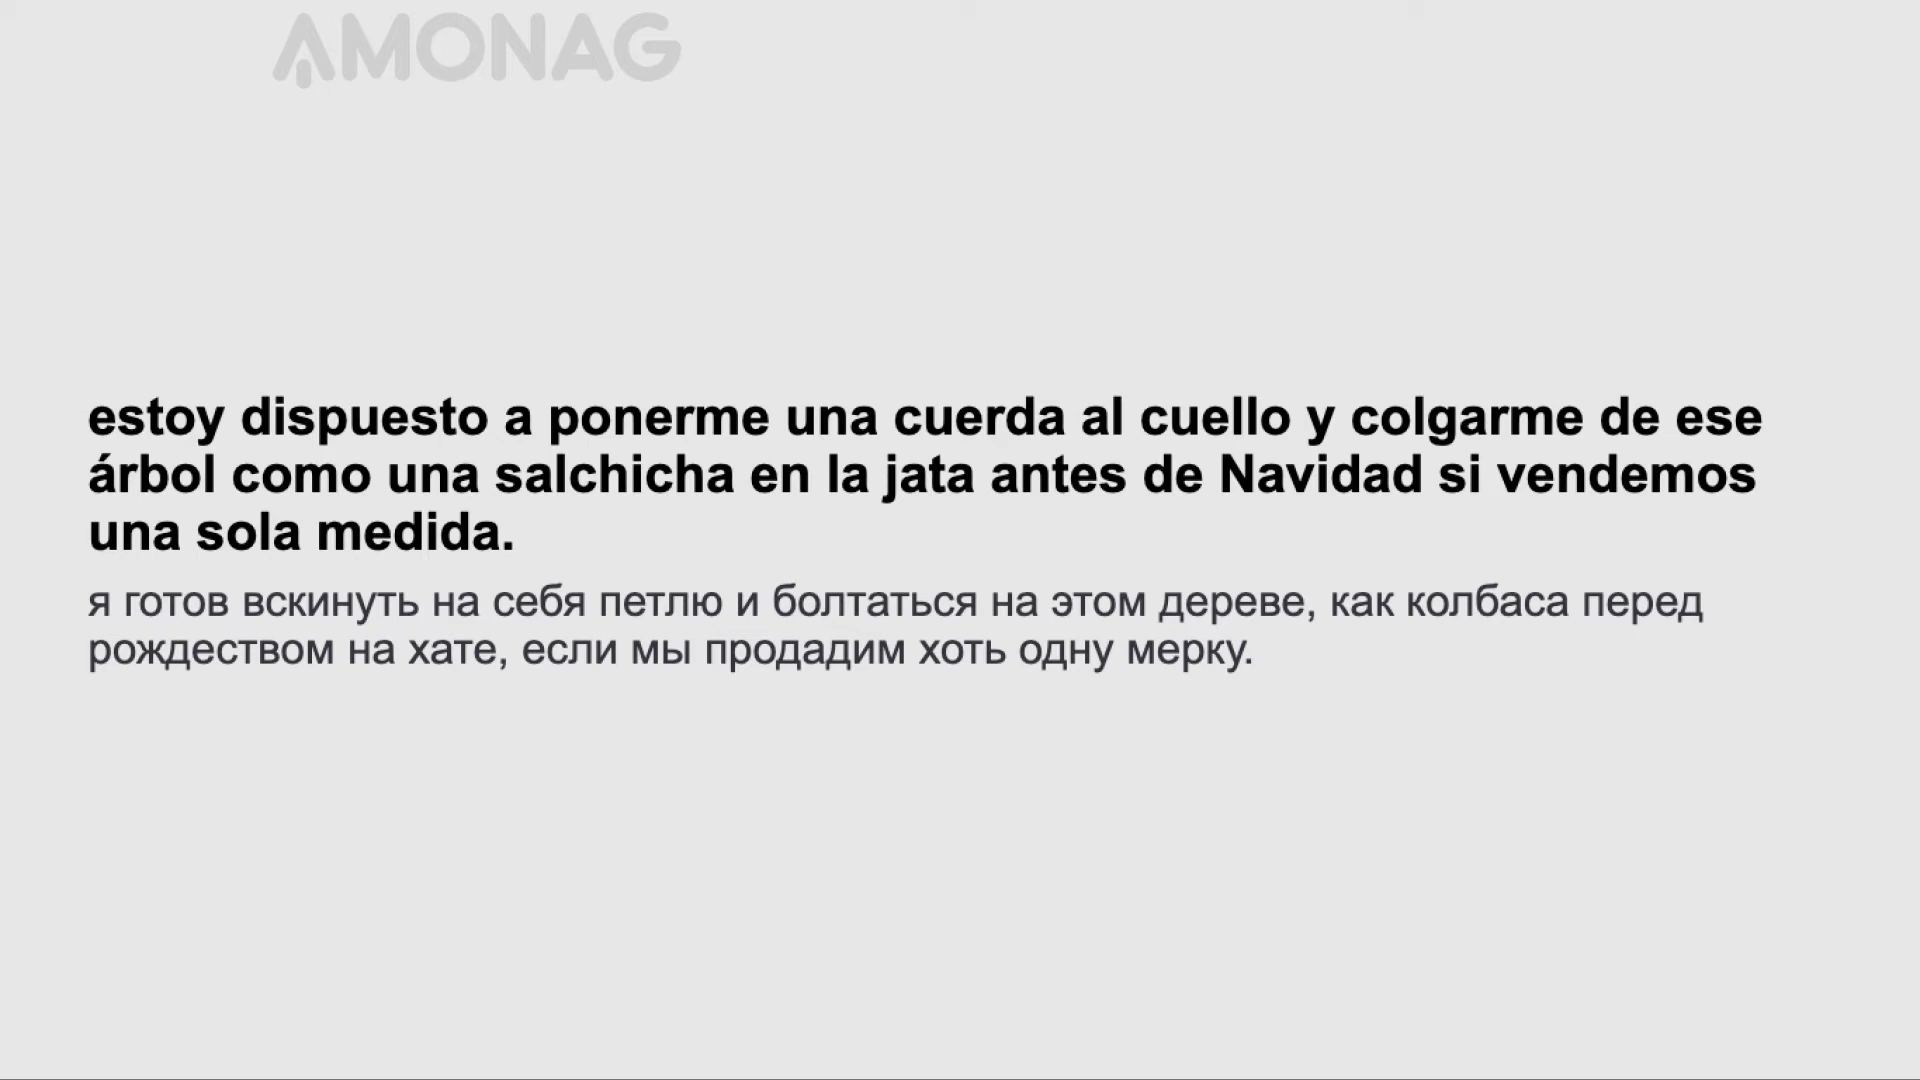 AMONAG
estoy dispuesto a ponerme una cuerda al cuello y colgarme de ese
árbol como una salchicha en la jata antes de Navidad si vendemos
una sola medida.
я готов вскинуть на себя петлю и болтаться на этом дереве, как колбаса перед
рождеством на хате, если мы продадим хоть одну мерку.